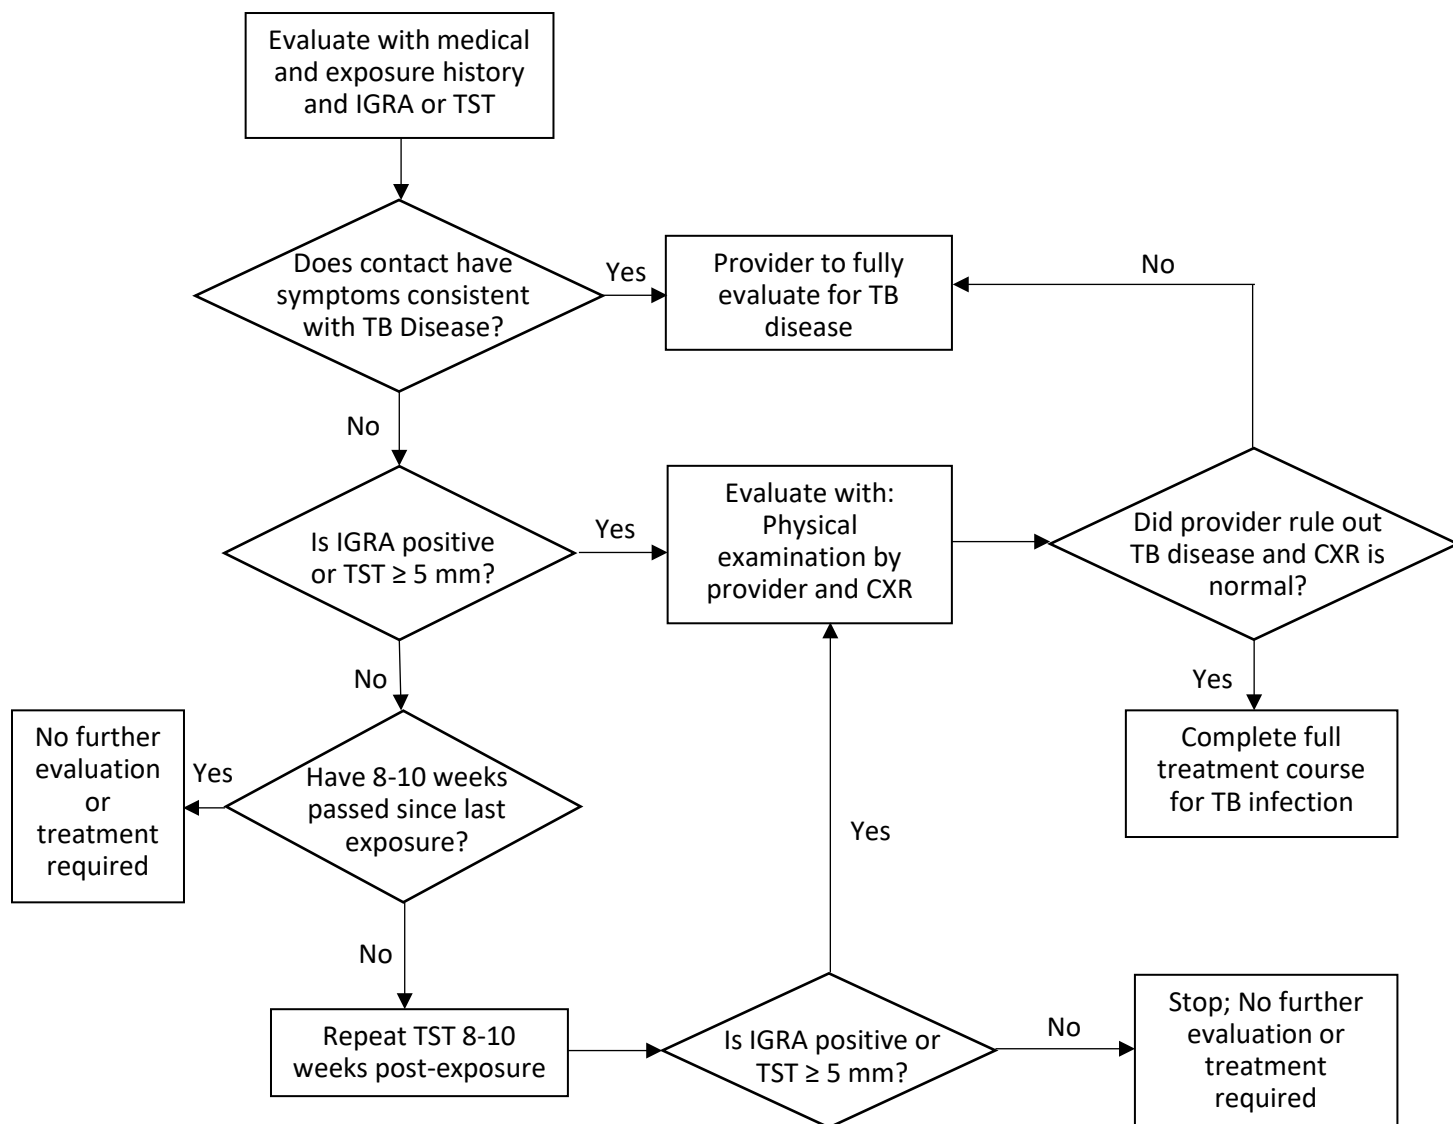 Evaluate with medical
and exposure history
and IGRA or TST
Does contact have
symptoms consistent
with TB Disease?
Yes
Provider to fully
evaluate for TB
disease
No
No
Is IGRA positive
or TST ≥ 5 mm?
Yes
Evaluate with:
Physical
examination by
provider and CXR
Did provider rule out
TB disease and CXR is
normal?
No
Yes
No further
evaluation
or
treatment
required
Yes
Have 8-10 weeks
passed since last
exposure?
Complete full
treatment course
for TB infection
Yes
No
Repeat TST 8-10
weeks post-exposure
Is IGRA positive or
TST ≥ 5 mm?
No
Stop; No further
evaluation or
treatment
required